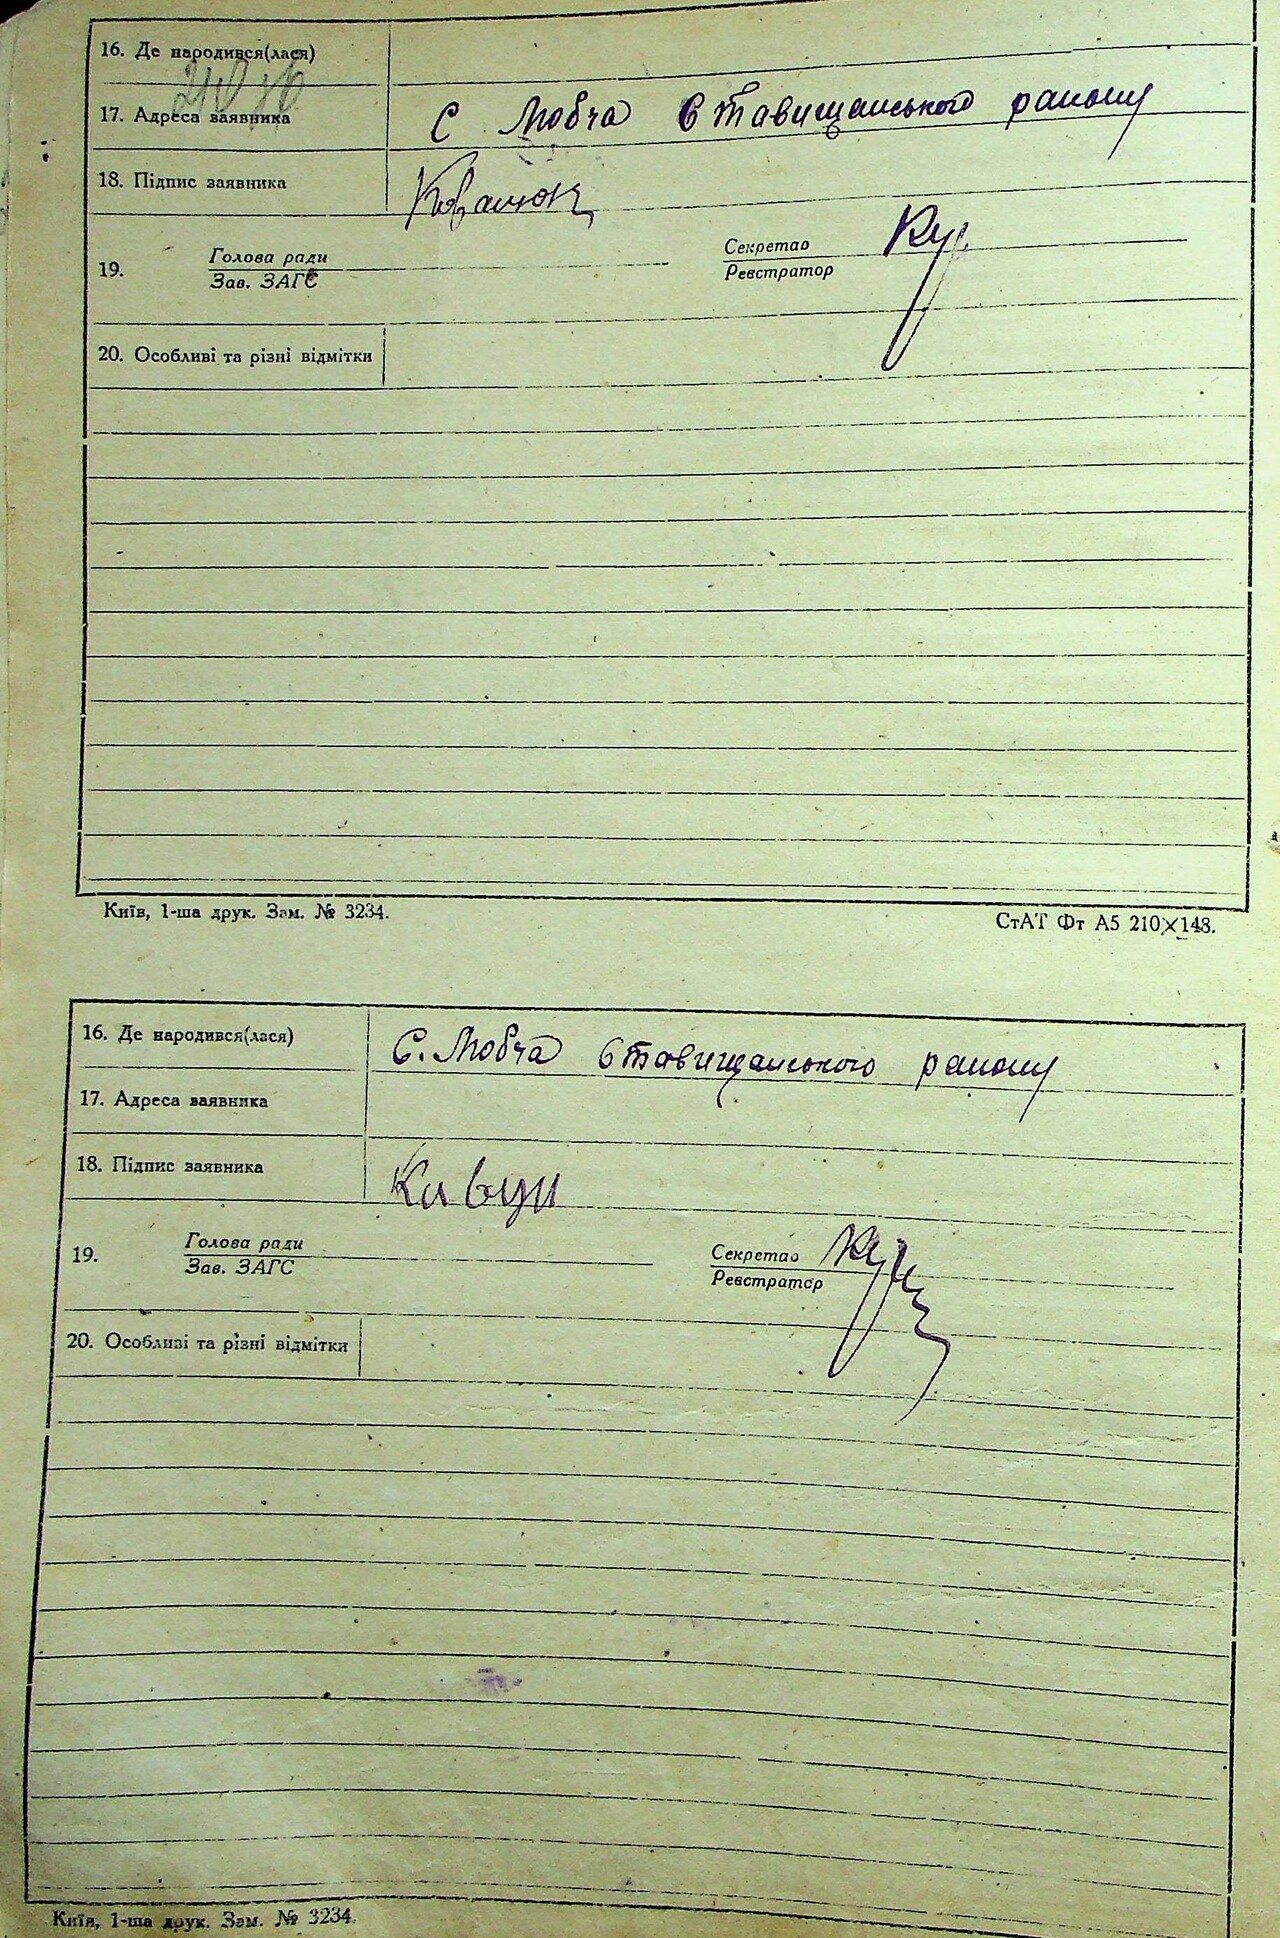 16. Де народився(лася)
17. Адреса заявника С Любча Ставищанського району
18. Підпис заявника
19. Голова ради Секретар
Зав. ЗАГС Реєстратор
20. Особливі та різні відмітки
Київ, 1-ша друк. Зам. № 3234. СтАТ Фт А5 210×148.
16. Де народився(лася) С. Любча Ставищанського району
17. Адреса заявника
18. Підпис заявника Кавун
19. Голова ради Секретар
Зав. ЗАГС Реєстратор
20. Особливі та різні відмітки
Київ, 1-ша друк. Зам. № 3234.